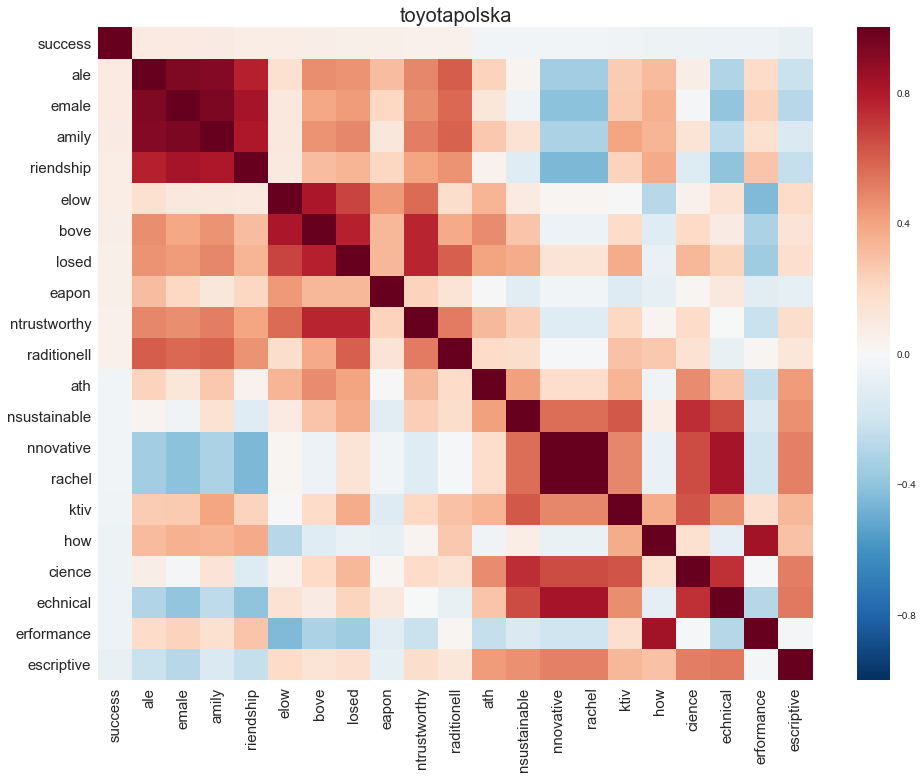 toyotapolska
success
ale
emale
amily
riendship
elow
bove
losed
eapon
ntrustworthy
raditionell
ath
nsustainable
nnovative
rachel
ktiv
how
cience
echnical
erformance
escriptive
0.8
0.4
0.0
−0.4
−0.8
success
ale
emale
amily
riendship
elow
bove
losed
eapon
ntrustworthy
raditionell
ath
nsustainable
nnovative
rachel
ktiv
how
cience
echnical
erformance
escriptive